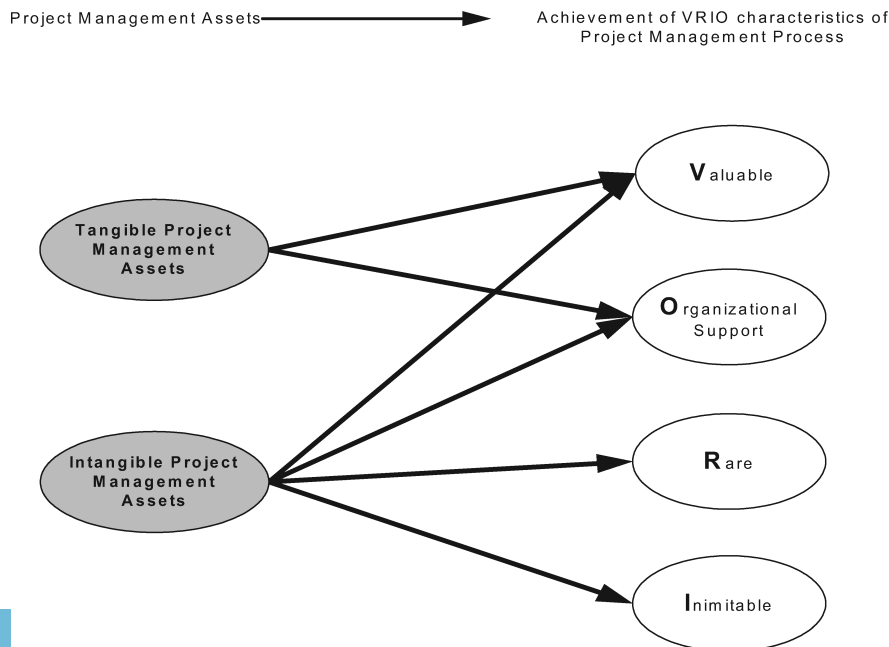 Project Management Assets
Achievement of VRIO characteristics of
Project Management Process
Tangible Project
Management
Assets
Intangible Project
Management
Assets
Valuable
Organizational
Support
Rare
Inimitable